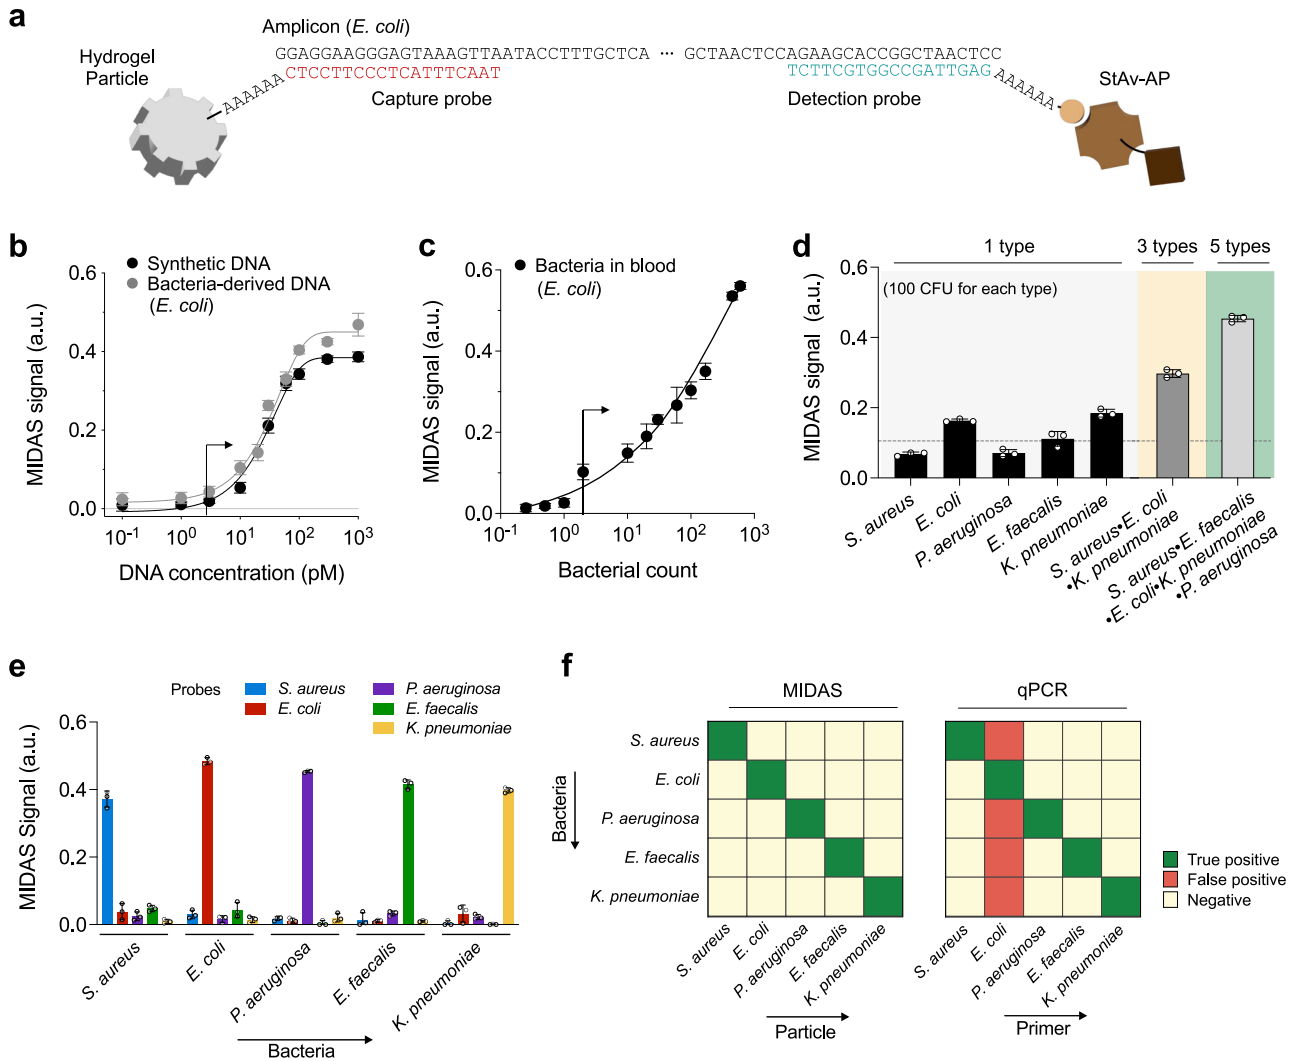 a
Amplicon (E. coli)
GGAGGAAGGGAGTAAAGTTAATACCTTTGCTCA ··· GCTAACTCCAGAAGCACCGGCTAACTCC
Hydrogel
Particle
AAAAAACTCCTTCCCTCATTTCAAT
TCTTCGTGGCCGATTGAGAAAAAA
Capture probe
Detection probe
StAv-AP
b
Synthetic DNA
Bacteria-derived DNA
(E. coli)
MIDAS signal (a.u.)
0.6
0.4
0.2
0.0
10-1 100 101 102 103
DNA concentration (pM)
c
Bacteria in blood
(E. coli)
MIDAS signal (a.u.)
0.6
0.4
0.2
0.0
10-1 100 101 102 103
Bacterial count
d
1 type 3 types 5 types
(100 CFU for each type)
MIDAS signal (a.u.)
0.6
0.4
0.2
0.0
S. aureus
E. coli
P. aeruginosa
E. faecalis
K. pneumoniae
S. aureus•E. coli
•K. pneumoniae
S. aureus•E. faecalis
•E. coli•K. pneumoniae
•P. aeruginosa
e
Probes
S. aureus
E. coli
P. aeruginosa
E. faecalis
K. pneumoniae
MIDAS Signal (a.u.)
0.6
0.4
0.2
0.0
S. aureus
E. coli
P. aeruginosa
E. faecalis
K. pneumoniae
Bacteria
f
MIDAS
qPCR
Bacteria
S. aureus
E. coli
P. aeruginosa
E. faecalis
K. pneumoniae
S. aureus
E. coli
P. aeruginosa
E. faecalis
K. pneumoniae
Particle
S. aureus
E. coli
P. aeruginosa
E. faecalis
K. pneumoniae
Primer
True positive
False positive
Negative